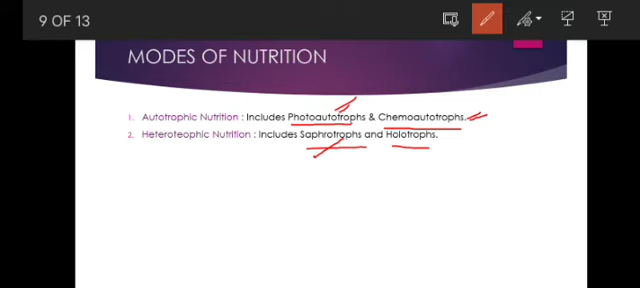 9 OF 13
MODES OF NUTRITION
1. Autotrophic Nutrition : Includes Photoautotrophs & Chemoautotrophs.
2. Heteroteophic Nutrition : Includes Saphrotrophs and Holotrophs.